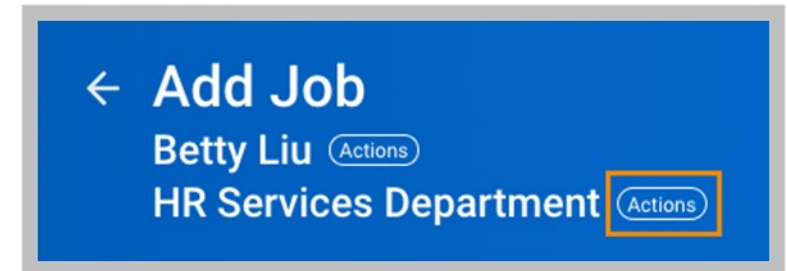 Add Job
Betty Liu Actions
HR Services Department Actions